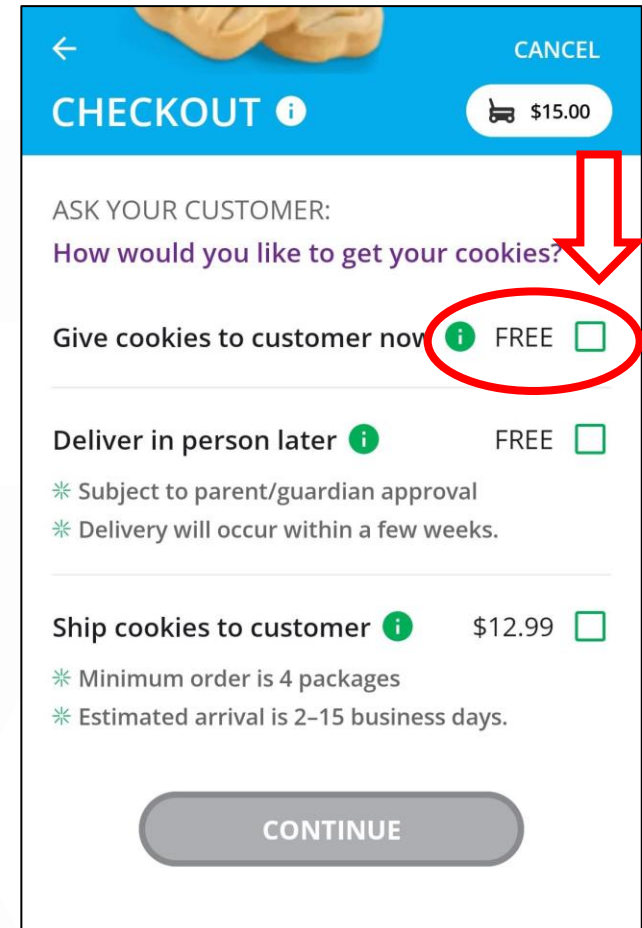 CANCEL
CHECKOUT i
$15.00
ASK YOUR CUSTOMER:
How would you like to get your cookies?
Give cookies to customer now i FREE
Deliver in person later i FREE
✳ Subject to parent/guardian approval
✳ Delivery will occur within a few weeks.
Ship cookies to customer i $12.99
✳ Minimum order is 4 packages
✳ Estimated arrival is 2–15 business days.
CONTINUE